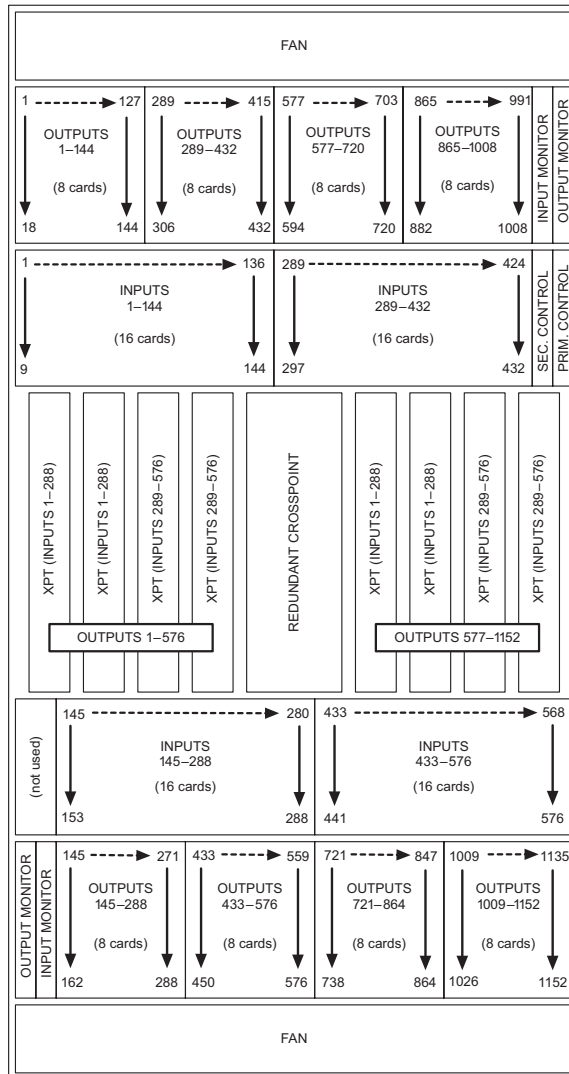 FAN
1 127 289 415 577 703 865 991
OUTPUTS
1–144
(8 cards)
OUTPUTS
289–432
(8 cards)
OUTPUTS
577–720
(8 cards)
OUTPUTS
865–1008
(8 cards)
18 144 306 432 594 720 882 1008
INPUT MONITOR
OUTPUT MONITOR
1 136 289 424
INPUTS
1–144
(16 cards)
INPUTS
289–432
(16 cards)
9 144 297 432
SEC. CONTROL
PRIM. CONTROL
XPT (INPUTS 1–288)
XPT (INPUTS 1–288)
XPT (INPUTS 289–576)
XPT (INPUTS 289–576)
OUTPUTS 1–576
REDUNDANT CROSSPOINT
XPT (INPUTS 1–288)
XPT (INPUTS 1–288)
XPT (INPUTS 289–576)
XPT (INPUTS 289–576)
OUTPUTS 577–1152
(not used)
145 280 433 568
INPUTS
145–288
(16 cards)
INPUTS
433–576
(16 cards)
153 288 441 576
OUTPUT MONITOR
INPUT MONITOR
145 271 433 559 721 847 1009 1135
OUTPUTS
145–288
(8 cards)
OUTPUTS
433–576
(8 cards)
OUTPUTS
721–864
(8 cards)
OUTPUTS
1009–1152
(8 cards)
162 288 450 576 738 864 1026 1152
FAN